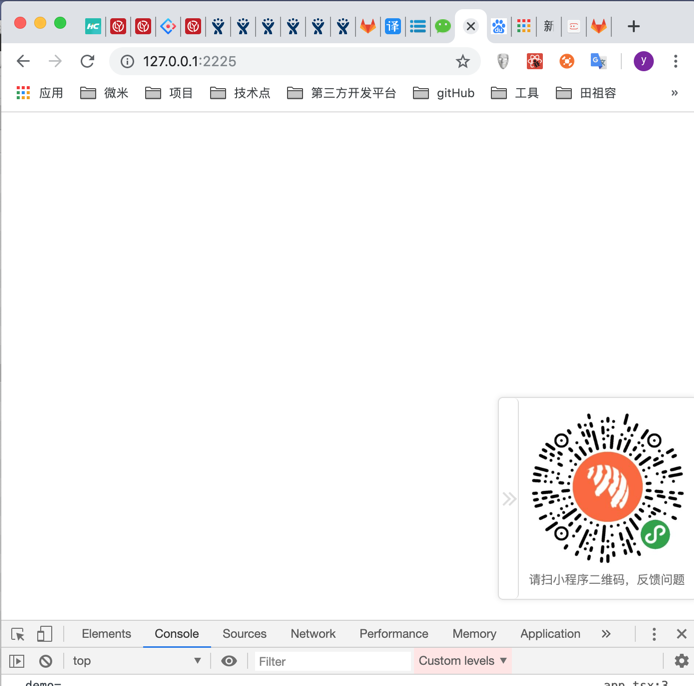 HC
译
新
127.0.0.1:2225
y
应用 微米 项目 技术点 第三方开发平台 gitHub 工具 田祖容 »
请扫小程序二维码，反馈问题
Elements Console Sources Network Performance Memory Application »
top Filter Custom levels
demo= app.tsx:3